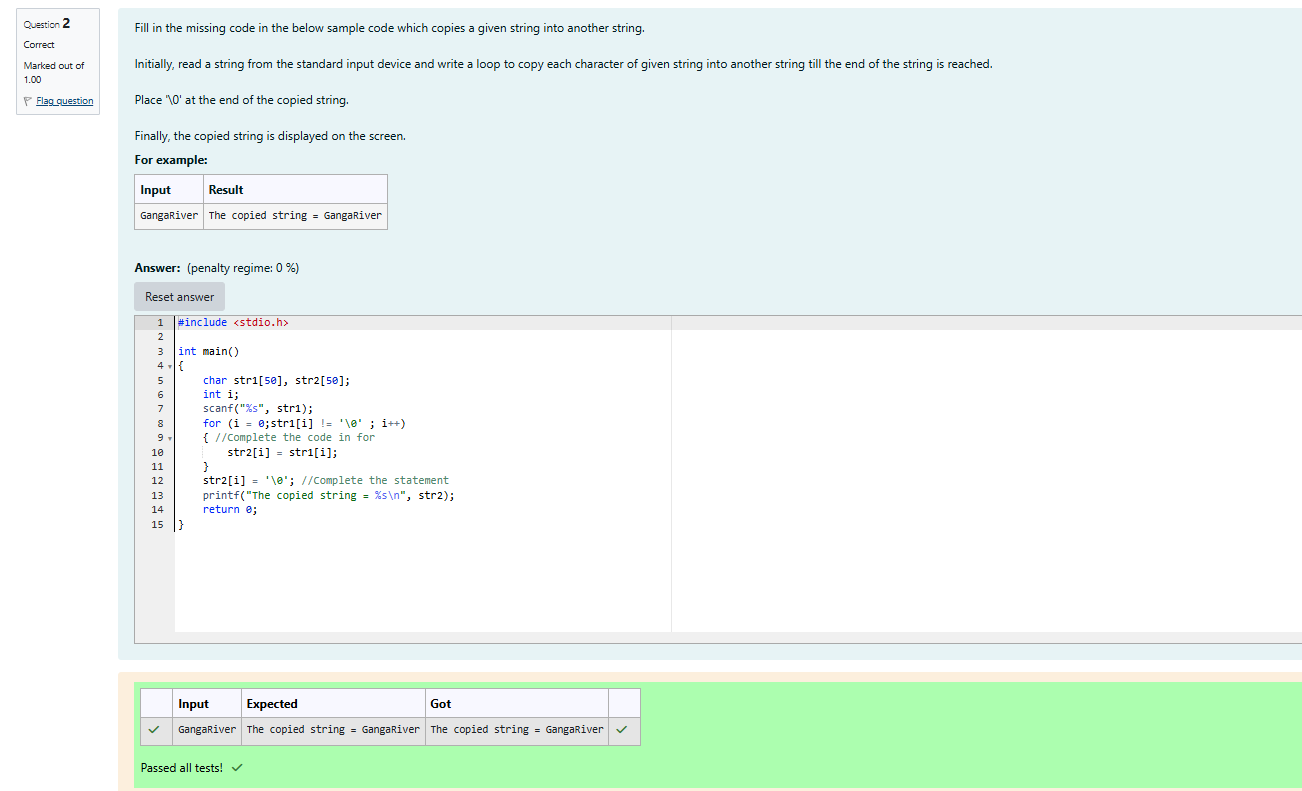 Question 2
Correct
Marked out of
1.00
Flag question
Fill in the missing code in the below sample code which copies a given string into another string.
Initially, read a string from the standard input device and write a loop to copy each character of given string into another string till the end of the string is reached.
Place '\0' at the end of the copied string.
Finally, the copied string is displayed on the screen.
For example:
Input Result
GangaRiver The copied string = GangaRiver
Answer: (penalty regime: 0 %)
Reset answer
1 #include <stdio.h>
2
3 int main()
4 {
5 char str1[50], str2[50];
6 int i;
7 scanf("%s", str1);
8 for (i = 0;str1[i] != '\0' ; i++)
9 { //Complete the code in for
10 str2[i] = str1[i];
11 }
12 str2[i] = '\0'; //Complete the statement
13 printf("The copied string = %s\n", str2);
14 return 0;
15 }
Input Expected Got
GangaRiver The copied string = GangaRiver The copied string = GangaRiver
Passed all tests!